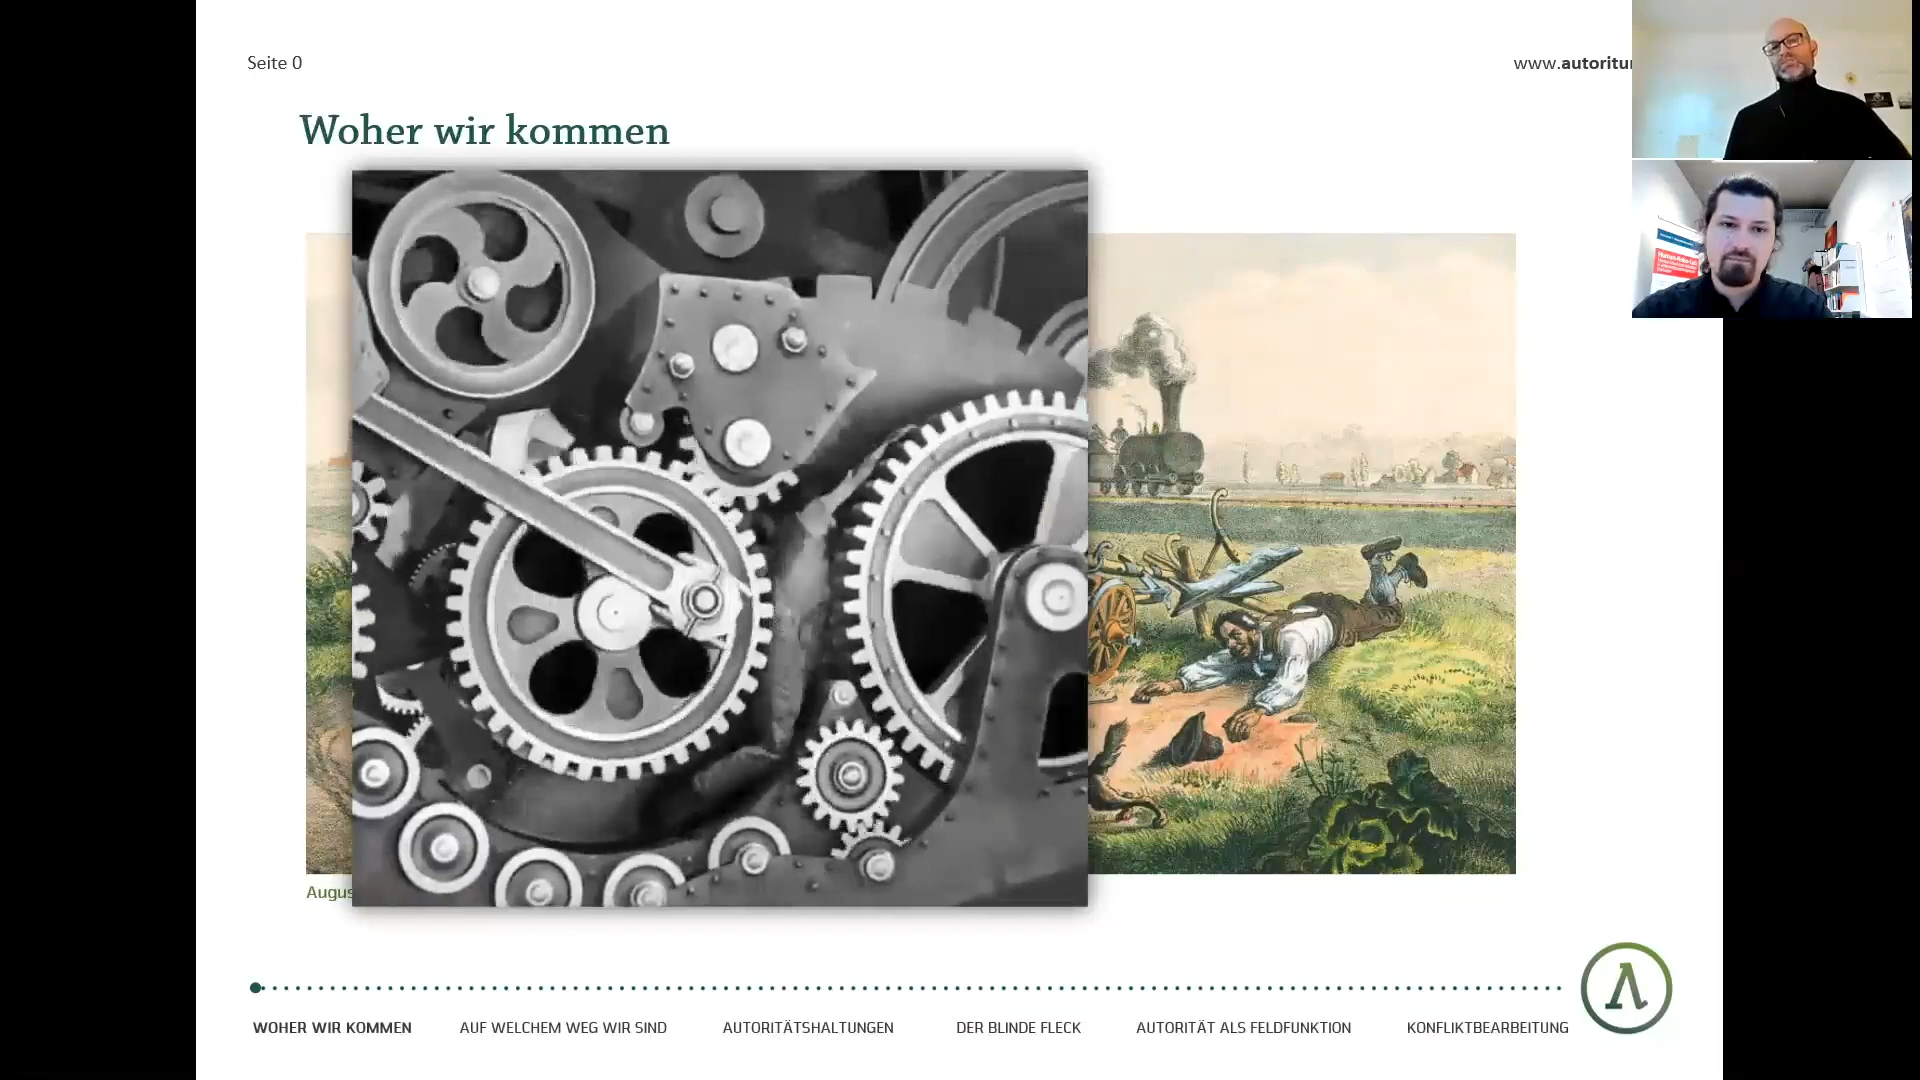 Seite 0
www.autoritur
Woher wir kommen
Augus
WOHER WIR KOMMEN
AUF WELCHEM WEG WIR SIND
AUTORITÄTSHALTUNGEN
DER BLINDE FLECK
AUTORITÄT ALS FELDFUNKTION
KONFLIKTBEARBEITUNG